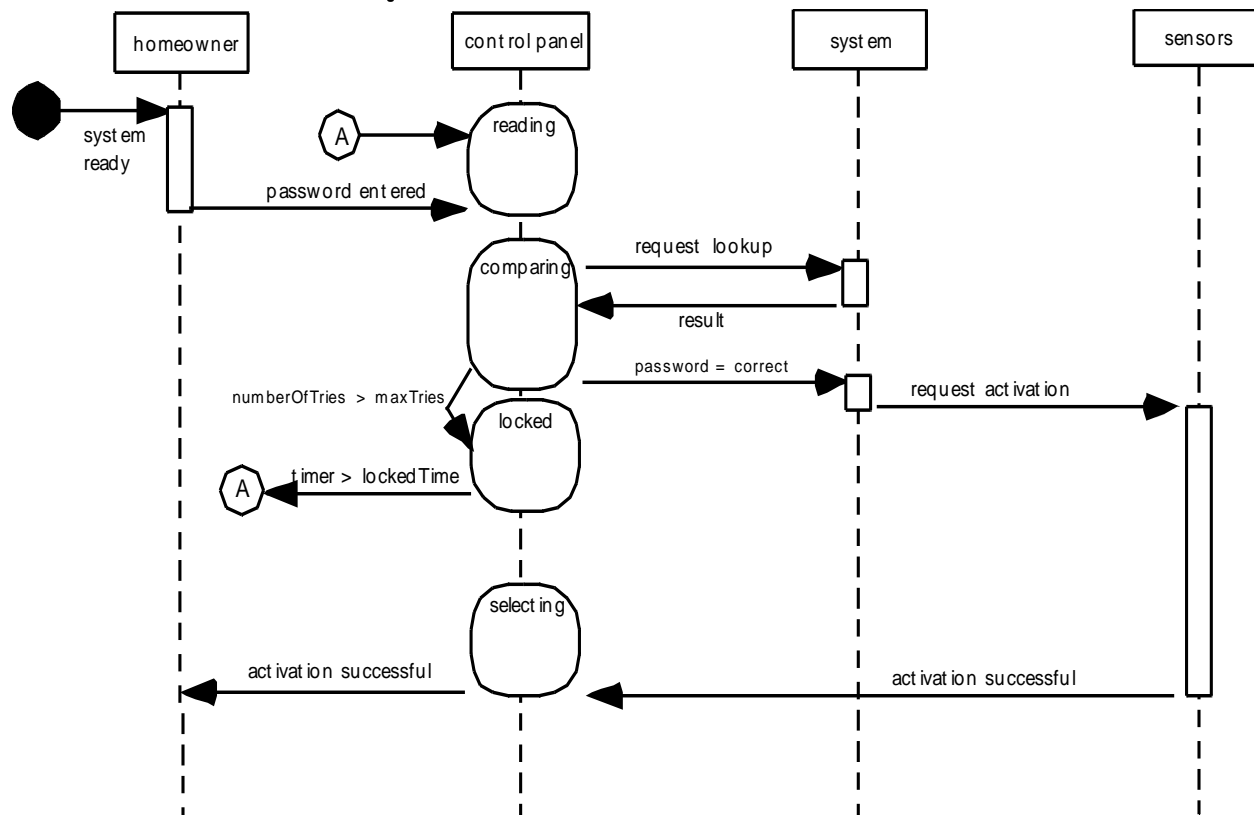 homeowner
control panel
system
sensors
system
ready
A
reading
password entered
request lookup
comparing
result
password = correct
numberOfTries > maxTries
request activation
locked
A
timer > lockedTime
selecting
activation successful
activation successful